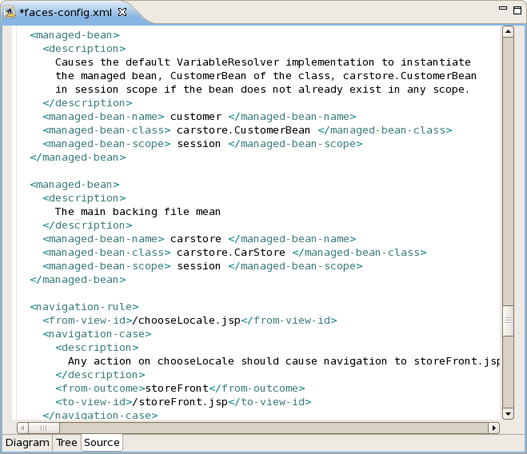 *faces-config.xml
<managed-bean>
<description>
Causes the default VariableResolver implementation to instantiate
the managed bean, CustomerBean of the class, carstore.CustomerBean
in session scope if the bean does not already exist in any scope.
</description>
<managed-bean-name> customer </managed-bean-name>
<managed-bean-class> carstore.CustomerBean </managed-bean-class>
<managed-bean-scope> session </managed-bean-scope>
</managed-bean>
<managed-bean>
<description>
The main backing file mean
</description>
<managed-bean-name> carstore </managed-bean-name>
<managed-bean-class> carstore.CarStore </managed-bean-class>
<managed-bean-scope> session </managed-bean-scope>
</managed-bean>
<navigation-rule>
<from-view-id>/chooseLocale.jsp</from-view-id>
<navigation-case>
<description>
Any action on chooseLocale should cause navigation to storeFront.jsp
</description>
<from-outcome>storeFront</from-outcome>
<to-view-id>/storeFront.jsp</to-view-id>
</navigation-case>
Diagram Tree Source